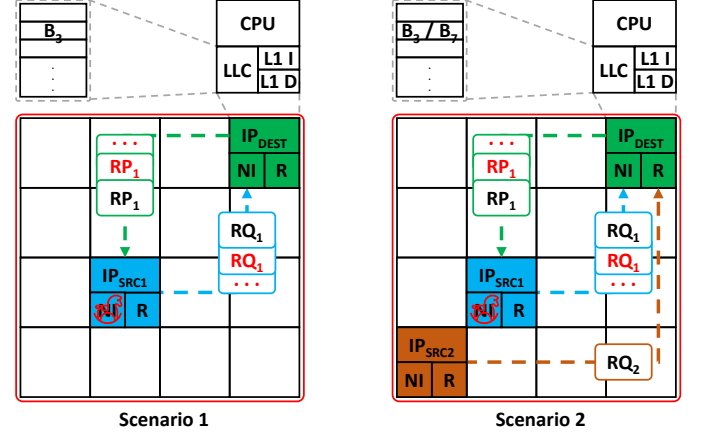 B3
.
.
.
CPU
LLC
L1 I
L1 D
IPDEST
NI R
. . .
RP1
RP1
RQ1
RQ1
. . .
IPSRC1
NI R
Scenario 1
B3 / B7
.
.
.
CPU
LLC
L1 I
L1 D
IPDEST
NI R
. . .
RP1
RP1
RQ1
RQ1
. . .
IPSRC1
NI R
IPSRC2
NI R
RQ2
Scenario 2